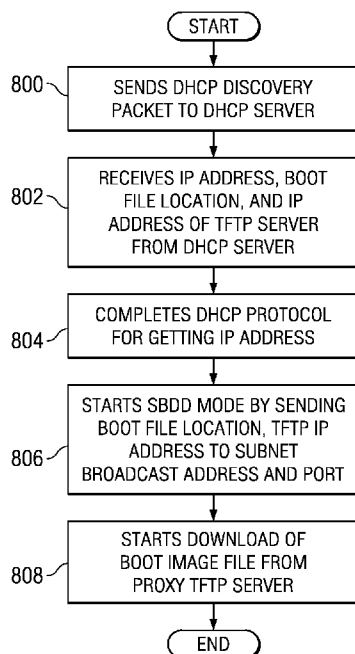 START
800
SENDS DHCP DISCOVERY
PACKET TO DHCP SERVER
802
RECEIVES IP ADDRESS, BOOT
FILE LOCATION, AND IP
ADDRESS OF TFTP SERVER
FROM DHCP SERVER
804
COMPLETES DHCP PROTOCOL
FOR GETTING IP ADDRESS
806
STARTS SBDD MODE BY SENDING
BOOT FILE LOCATION, TFTP IP
ADDRESS TO SUBNET
BROADCAST ADDRESS AND PORT
808
STARTS DOWNLOAD OF
BOOT IMAGE FILE FROM
PROXY TFTP SERVER
END